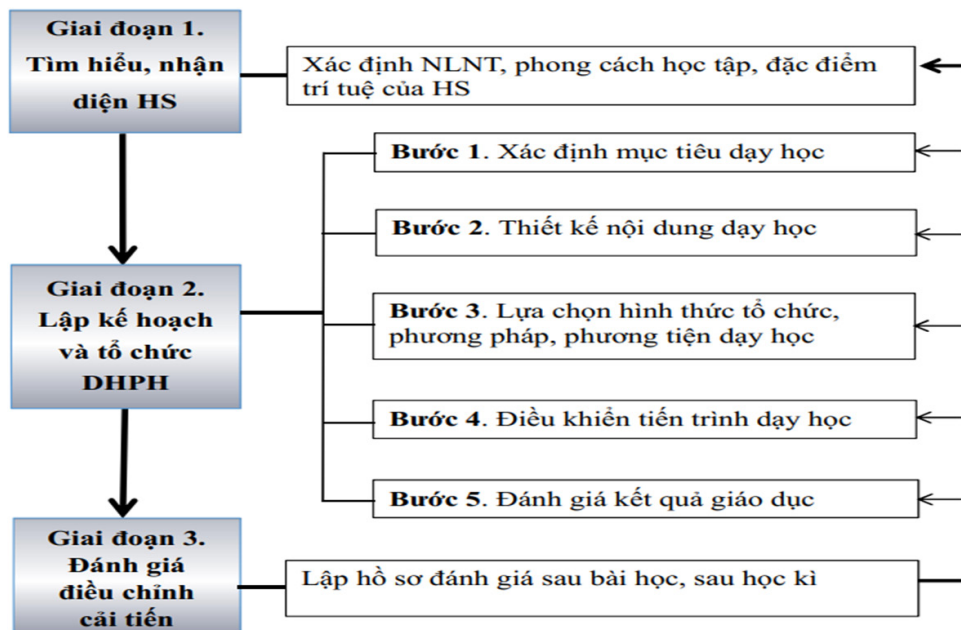 Giai đoạn 1.
Tìm hiểu, nhận
diện HS
Xác định NLNT, phong cách học tập, đặc điểm
trí tuệ của HS
Bước 1. Xác định mục tiêu dạy học
Bước 2. Thiết kế nội dung dạy học
Giai đoạn 2.
Lập kế hoạch
và tổ chức
DHPH
Bước 3. Lựa chọn hình thức tổ chức,
phương pháp, phương tiện dạy học
Bước 4. Điều khiển tiến trình dạy học
Bước 5. Đánh giá kết quả giáo dục
Giai đoạn 3.
Đánh giá
điều chỉnh
cải tiến
Lập hồ sơ đánh giá sau bài học, sau học kì